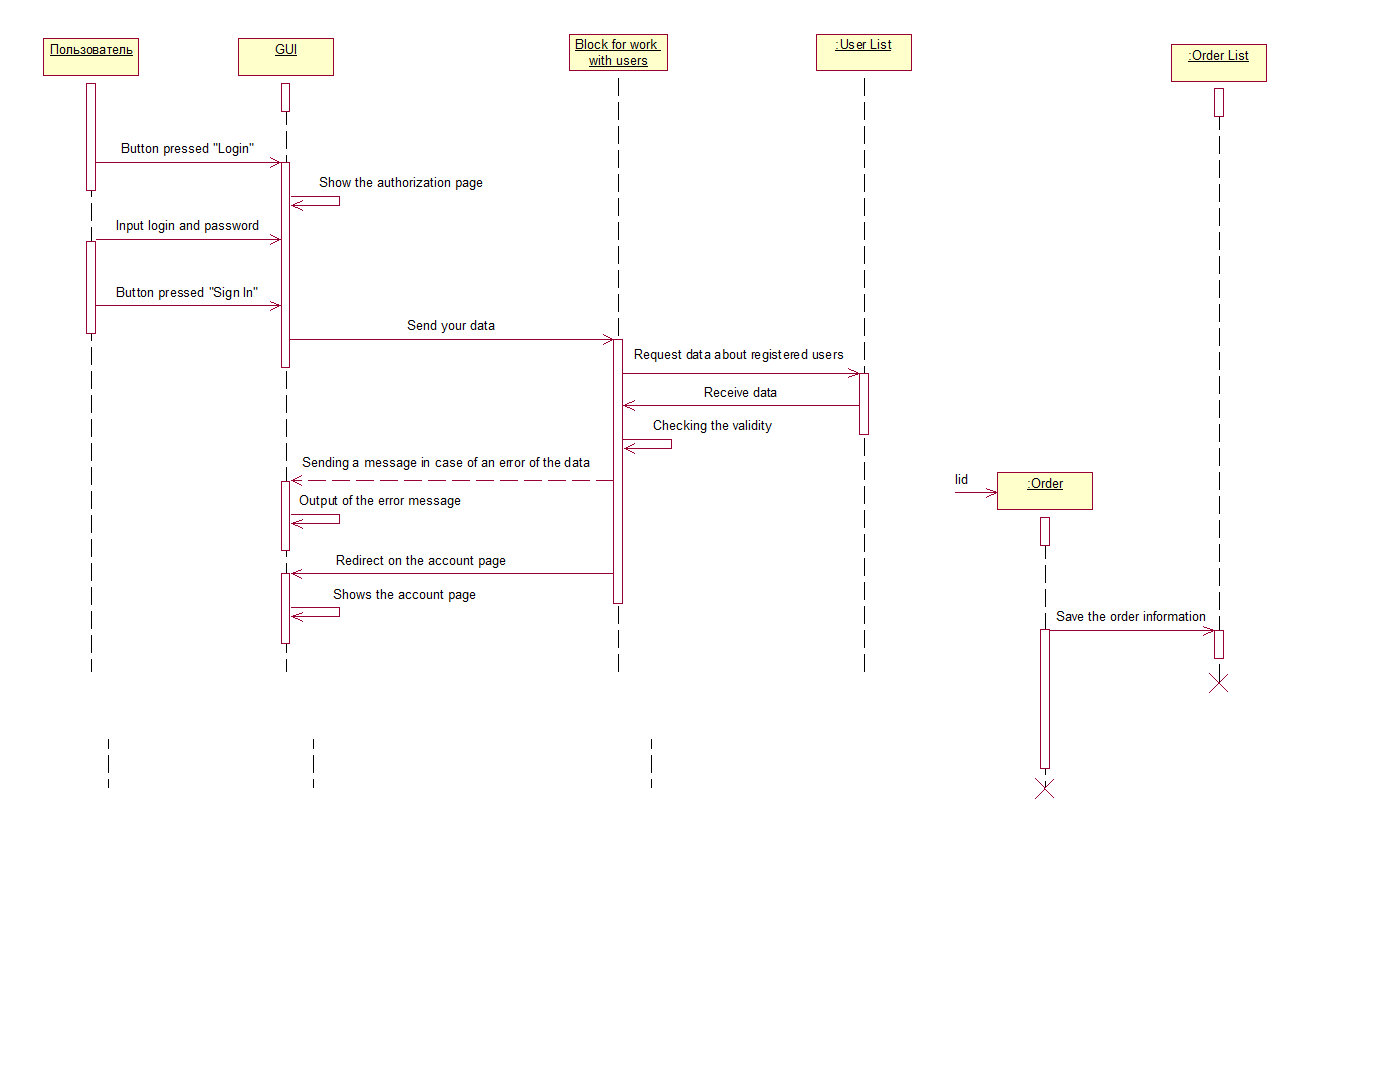 Пользователь
GUI
Block for work
with users
:User List
:Order List
Button pressed "Login"
Show the authorization page
Input login and password
Button pressed "Sign In"
Send your data
Request data about registered users
Receive data
Checking the validity
Sending a message in case of an error of the data
lid
:Order
Output of the error message
Redirect on the account page
Shows the account page
Save the order information